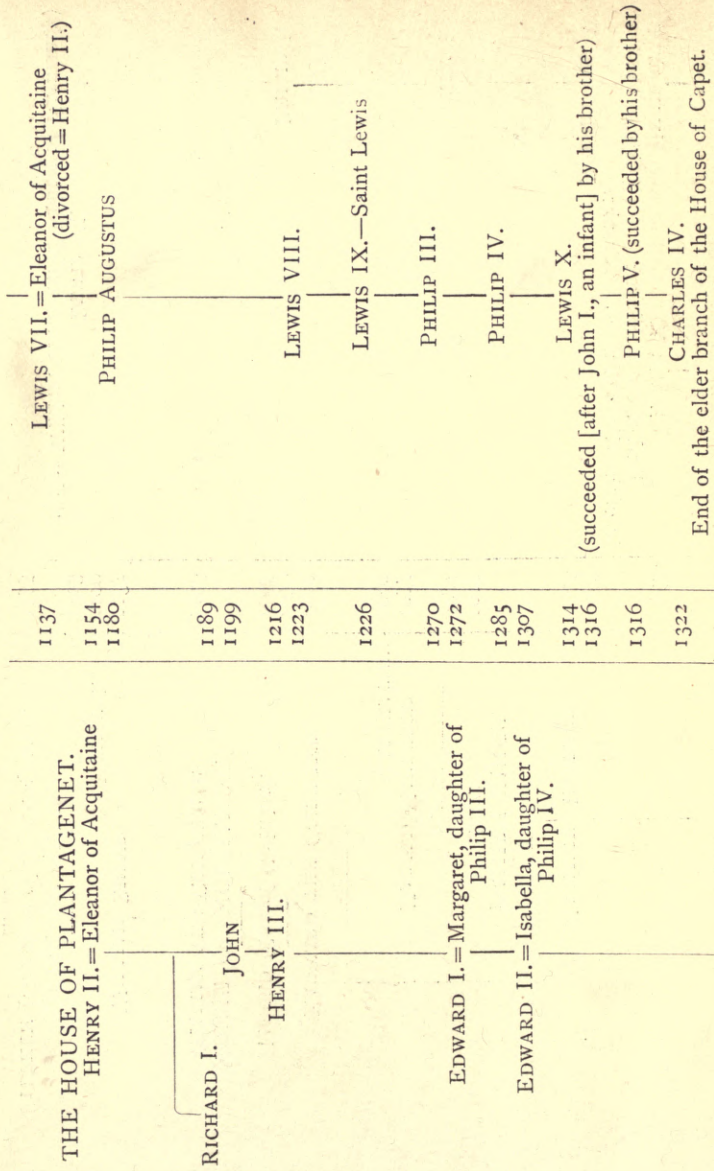 THE HOUSE OF PLANTAGENET.
HENRY II. = Eleanor of Acquitaine
RICHARD I.
JOHN
HENRY III.
EDWARD I. = Margaret, daughter of
Philip III.
EDWARD II. = Isabella, daughter of
Philip IV.
1137
1154
1180
1189
1199
1216
1223
1226
1270
1272
1285
1307
1314
1316
1316
1322
LEWIS VII. = Eleanor of Acquitaine
(divorced = Henry II.)
PHILIP AUGUSTUS
LEWIS VIII.
LEWIS IX.—Saint Lewis
PHILIP III.
PHILIP IV.
LEWIS X.
(succeeded [after John I., an infant] by his brother)
PHILIP V. (succeeded by his brother)
CHARLES IV.
End of the elder branch of the House of Capet.